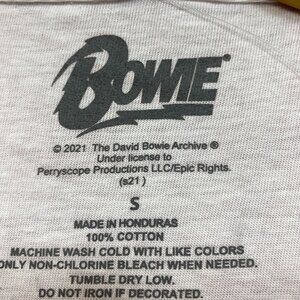 BOWIE
© 2021 The David Bowie Archive ®
Under license to
Perryscope Productions LLC/Epic Rights.
(s21)
S
MADE IN HONDURAS
100% COTTON
MACHINE WASH COLD WITH LIKE COLORS
ONLY NON-CHLORINE BLEACH WHEN NEEDED.
TUMBLE DRY LOW.
DO NOT IRON IF DECORATED.